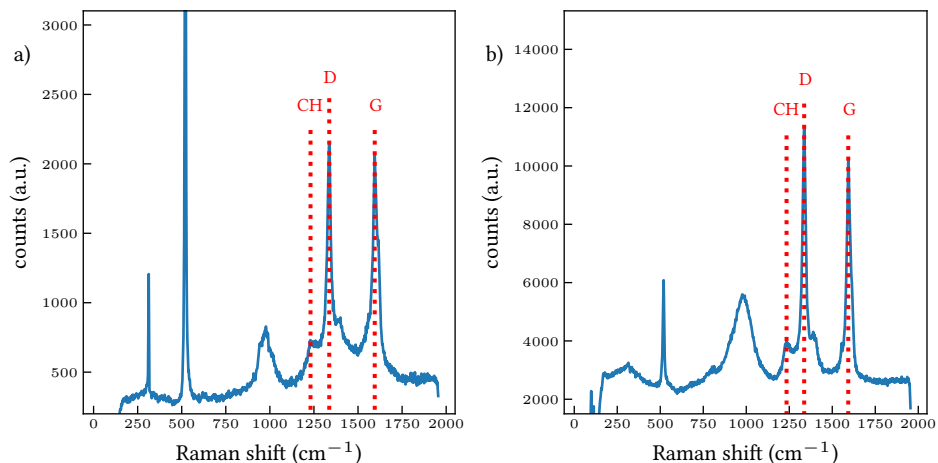 a)
3000
2500
2000
1500
1000
500
counts (a.u.)
CH
D
G
0 250 500 750 1000 1250 1500 1750 2000
Raman shift (cm−1)
b)
14000
12000
10000
8000
6000
4000
2000
counts (a.u.)
CH
D
G
0 250 500 750 1000 1250 1500 1750 2000
Raman shift (cm−1)